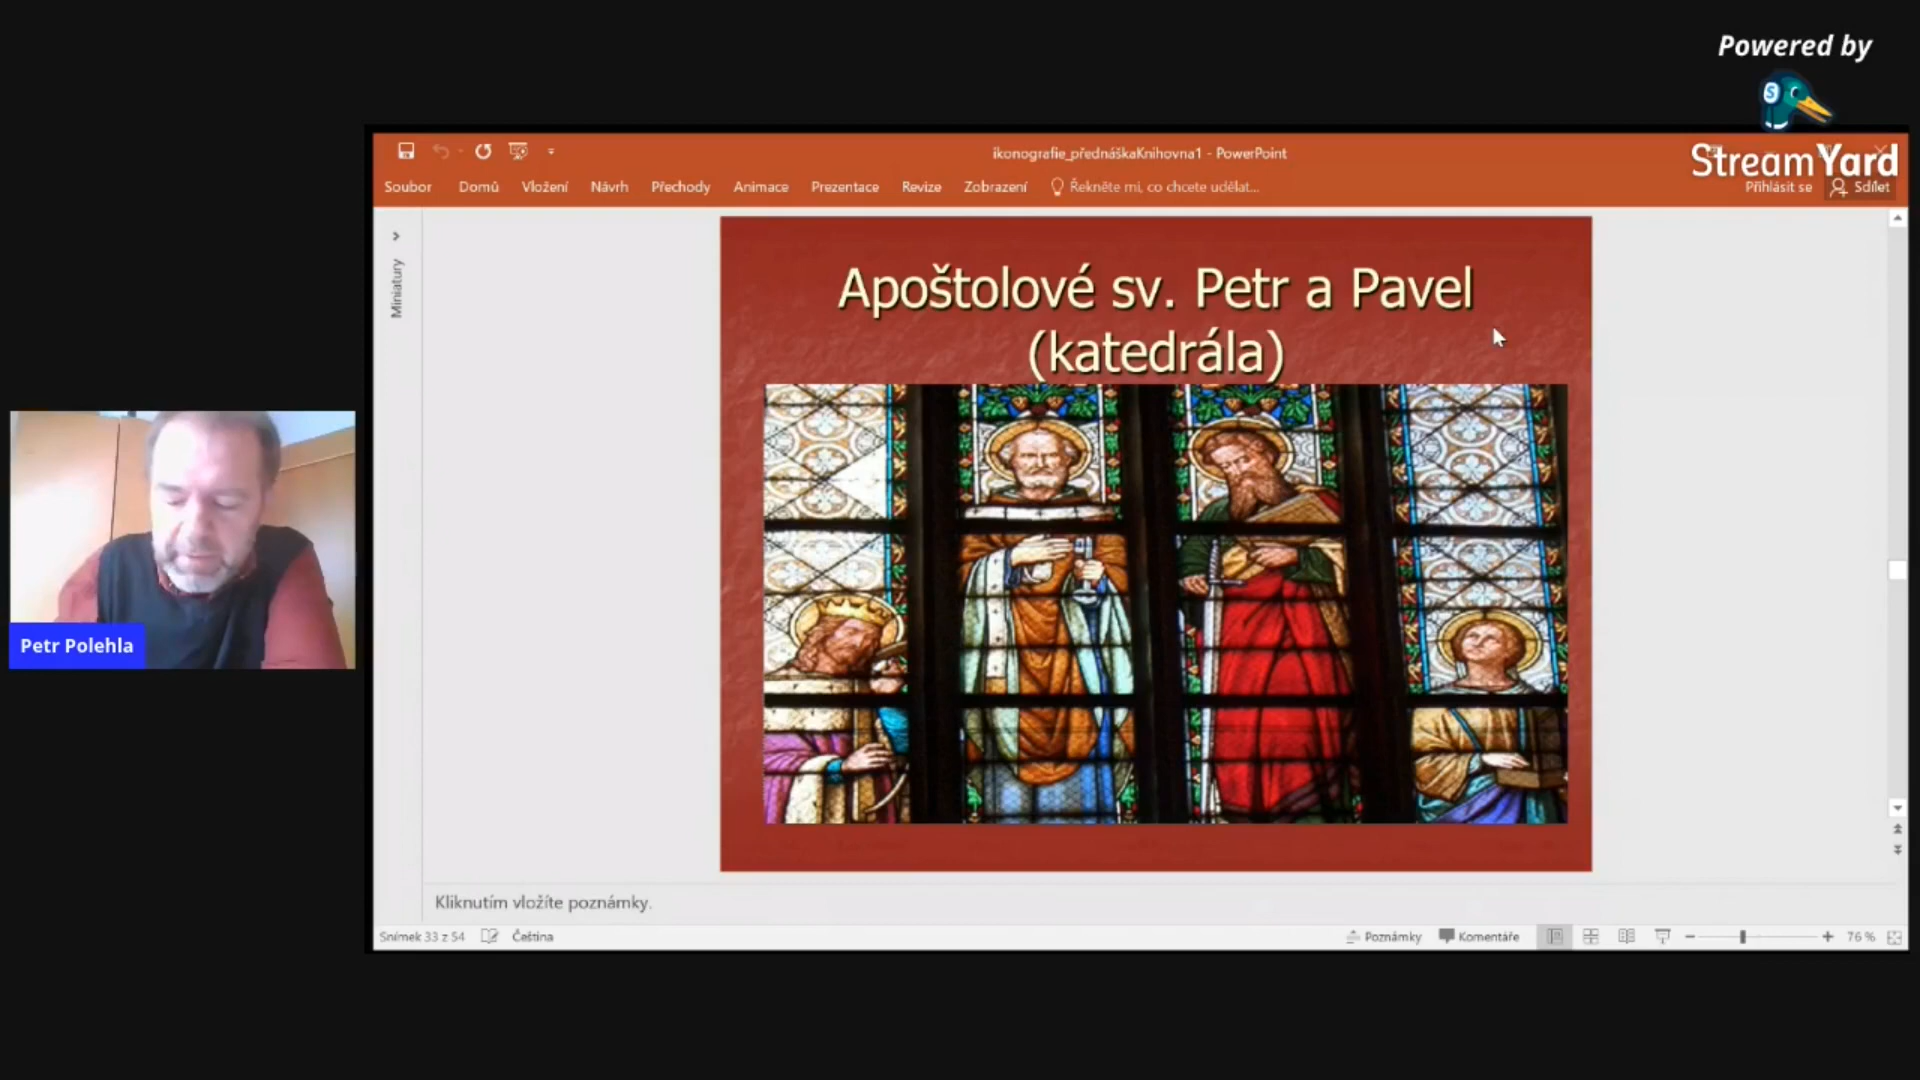 Powered by
StreamYard
ikonografie_přednáškaKnihovna1 - PowerPoint
Soubor Domů Vložení Návrh Přechody Animace Prezentace Revize Zobrazení Řekněte mi, co chcete udělat... Přihlásit se Sdílet
Miniatury
Apoštolové sv. Petr a Pavel
(katedrála)
Petr Polehla
Kliknutím vložíte poznámky.
Snímek 33 z 54 Čeština Poznámky Komentáře 76 %